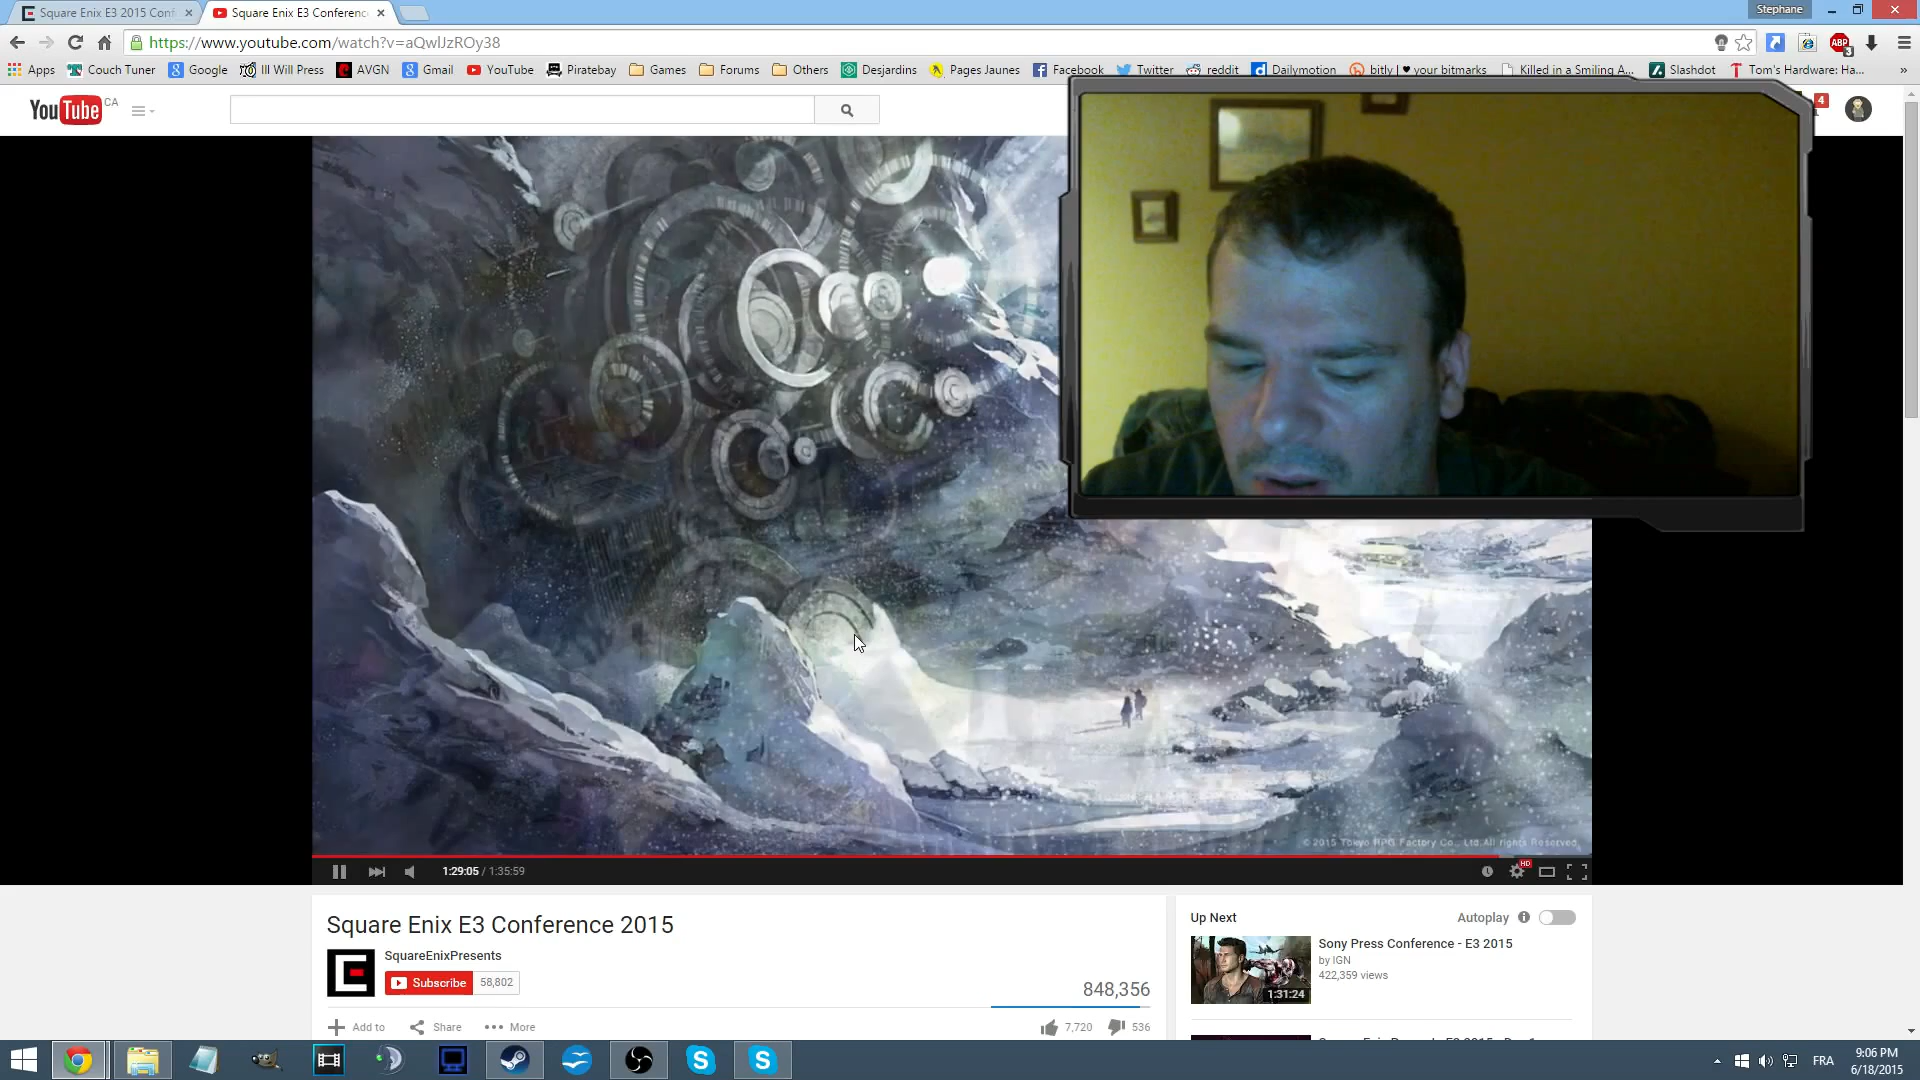 Square Enix E3 2015 Conf
Square Enix E3 Conferenc
Stephane
https://www.youtube.com/watch?v=aQwlJzROy38
ABP
3
Apps
Couch Tuner
Google
Ill Will Press
AVGN
Gmail
YouTube
Piratebay
Games
Forums
Others
Desjardins
Pages Jaunes
Facebook
Twitter
reddit
Dailymotion
bitly | ♥ your bitmarks
Killed in a Smiling A...
Slashdot
Tom's Hardware: Ha...
»
YouTube CA
4
© 2015 Tokyo RPG Factory Co., Ltd.All rights Reserved.
1:29:05 / 1:35:59
HD
Square Enix E3 Conference 2015
SquareEnixPresents
Subscribe
58,802
848,356
Add to
Share
More
7,720
536
Up Next
Autoplay
Sony Press Conference - E3 2015
by IGN
422,359 views
1:31:24
FRA
9:06 PM
6/18/2015